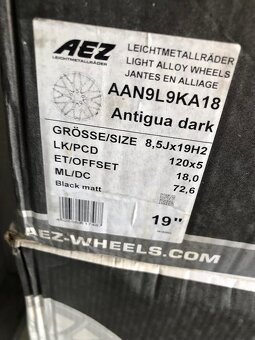 AEZ
LEICHTMETALLRÄDER
LEICHTMETALLRÄDER
LIGHT ALLOY WHEELS
JANTES EN ALLIAGE
AAN9L9KA18
Antigua dark
GRÖSSE/SIZE 8,5Jx19H2
LK/PCD 120x5
ET/OFFSET 18,0
ML/DC 72,6
Black matt
19"
AEZ-WHEELS.COM